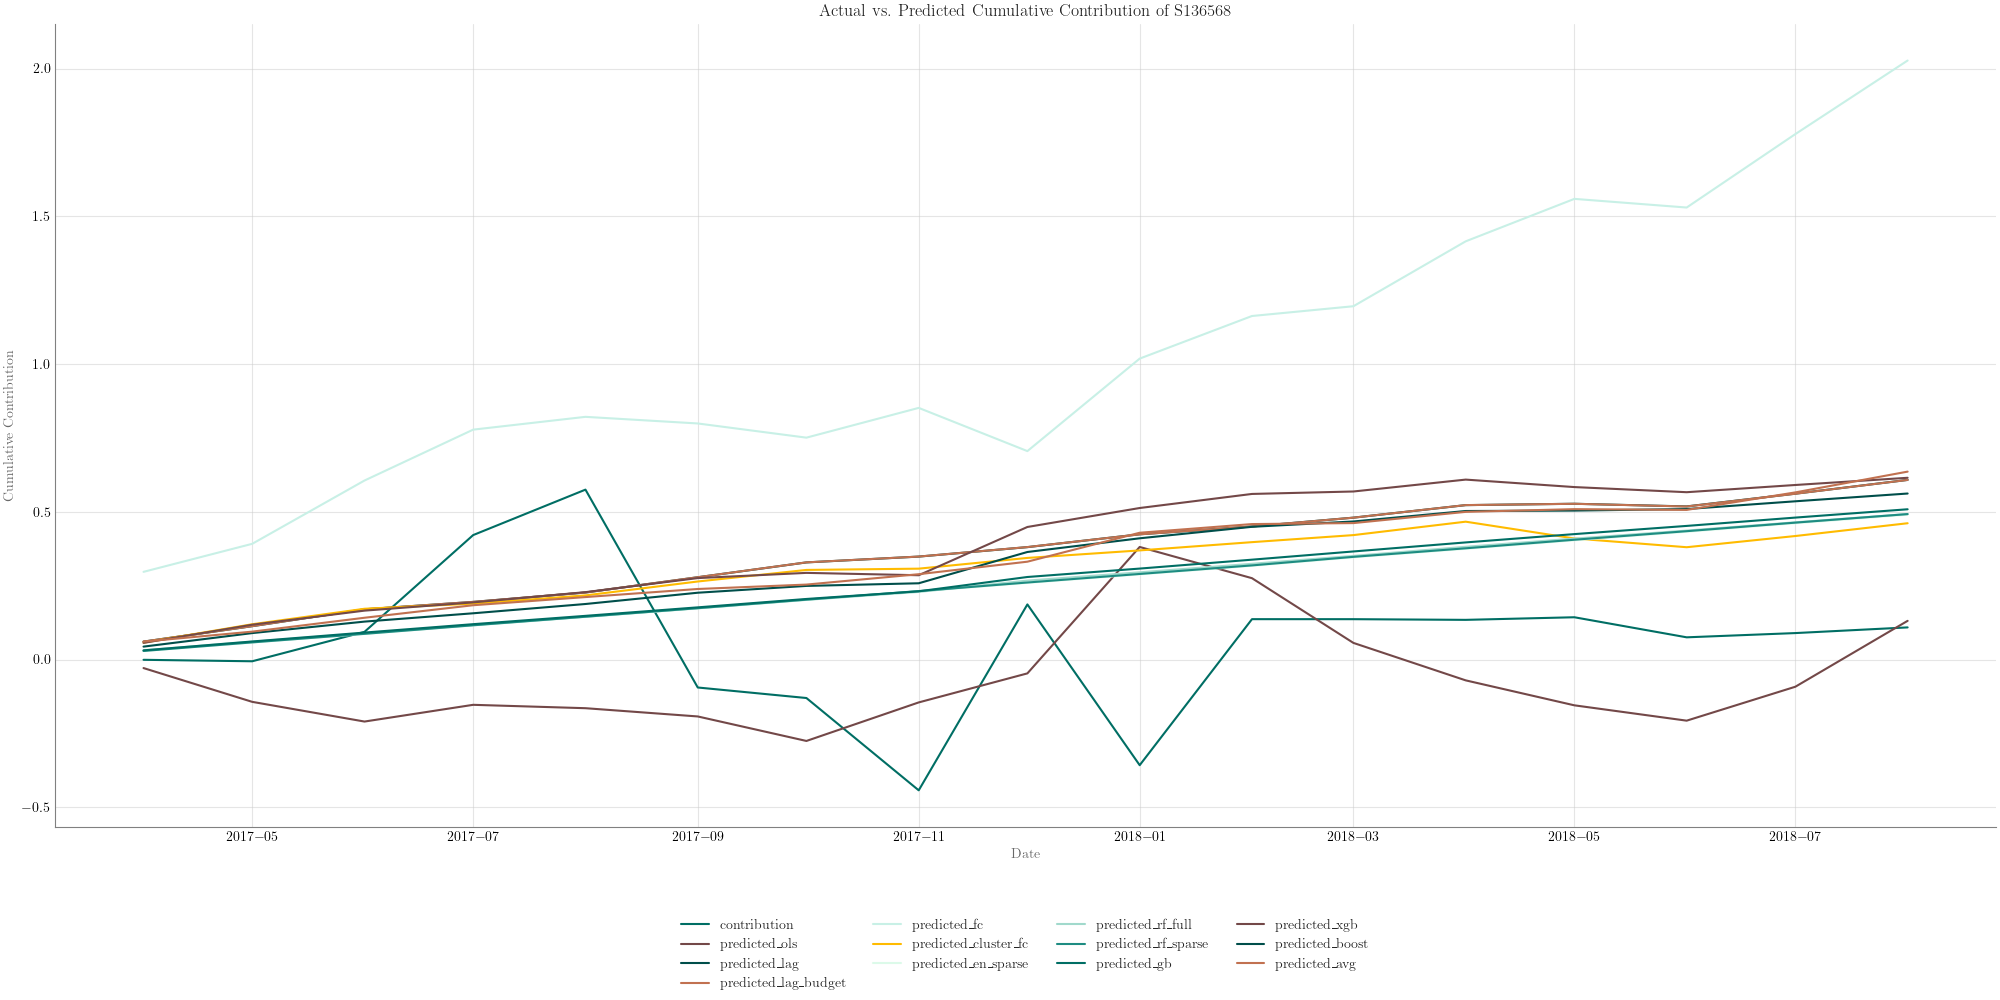 Actual vs. Predicted Cumulative Contribution of S136568
Cumulative Contribution
2.0
1.5
1.0
0.5
0.0
−0.5
2017−05
2017−07
2017−09
2017−11
2018−01
2018−03
2018−05
2018−07
Date
contribution
predicted_ols
predicted_lag
predicted_lag_budget
predicted_fc
predicted_cluster_fc
predicted_en_sparse
predicted_rf_full
predicted_rf_sparse
predicted_gb
predicted_xgb
predicted_boost
predicted_avg